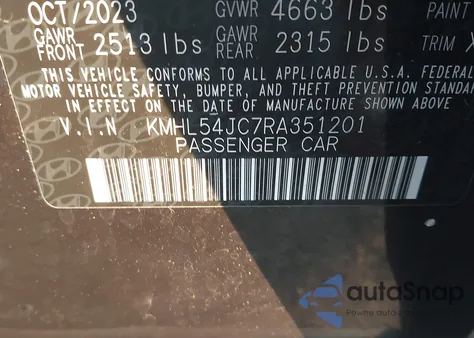 OCT/2023 GVWR 4663 lbs PAINT
GAWR FRONT 2513 lbs GAWR REAR 2315 lbs TRIM
THIS VEHICLE CONFORMS TO ALL APPLICABLE U.S.A. FEDERAL
MOTOR VEHICLE SAFETY, BUMPER, AND THEFT PREVENTION STANDARD
IN EFFECT ON THE DATE OF MANUFACTURE SHOWN ABOVE.
V.I.N KMHL54JC7RA351201
PASSENGER CAR
autoSnap